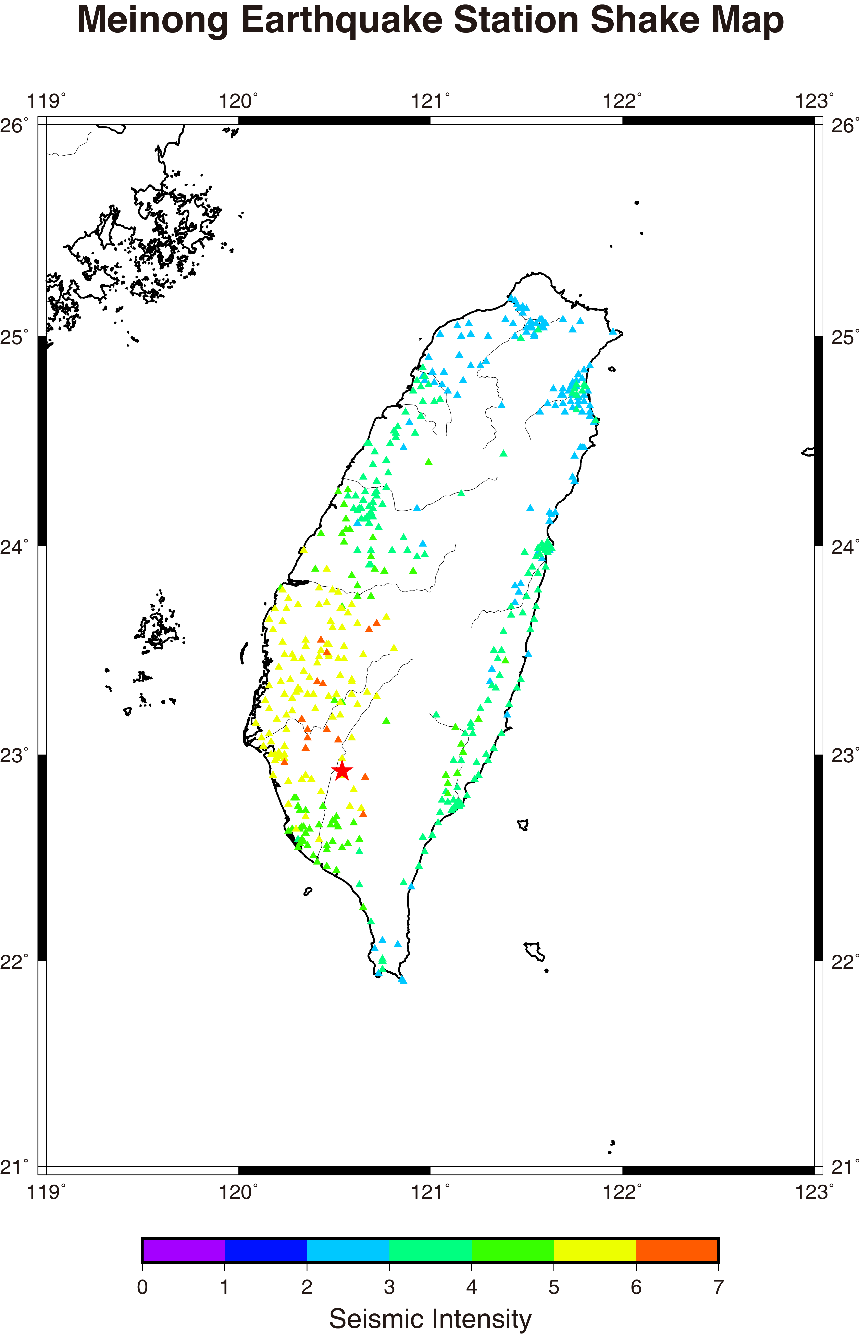 Meinong Earthquake Station Shake Map
119° 120° 121° 122° 123°
26° 26°
25° 25°
24° 24°
23° 23°
22° 22°
21° 21°
119° 120° 121° 122° 123°
0 1 2 3 4 5 6 7
Seismic Intensity